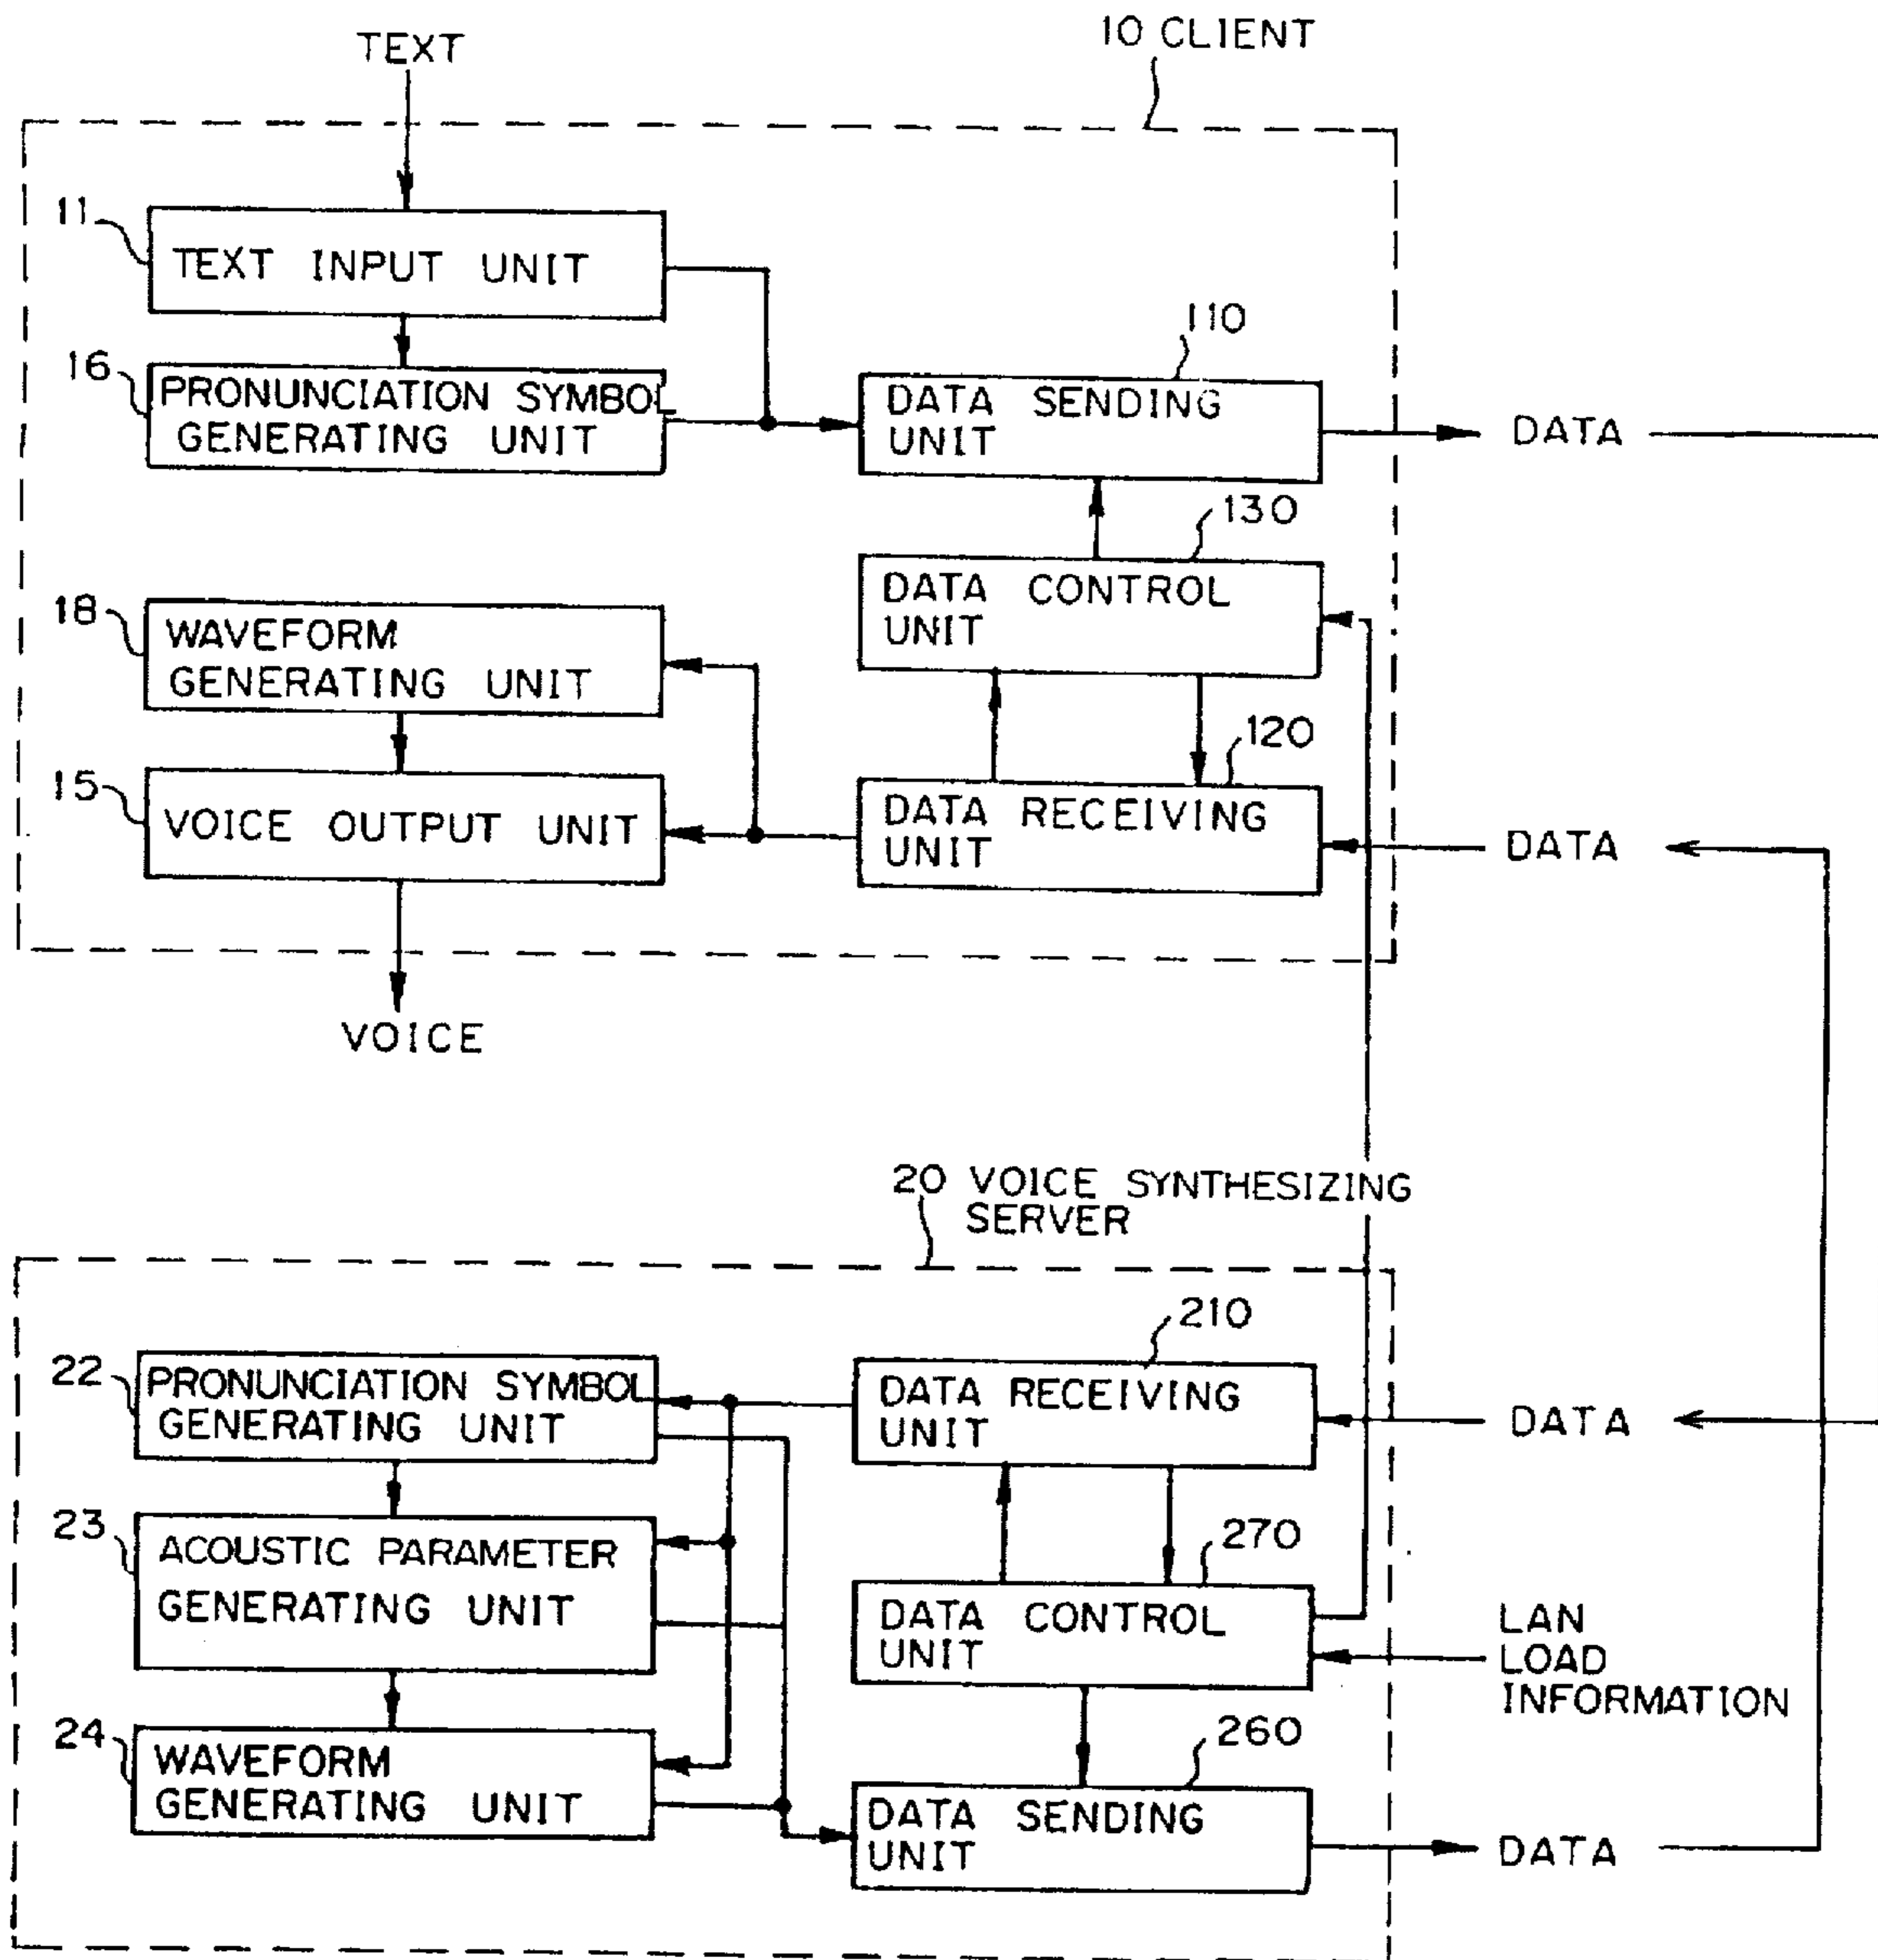 10 CLIENT
TEXT
11
TEXT INPUT UNIT
110
16
PRONUNCIATION SYMBOL
GENERATING UNIT
DATA SENDING
UNIT
DATA
130
DATA CONTROL
UNIT
18
WAVEFORM
GENERATING UNIT
120
15
VOICE OUTPUT UNIT
DATA RECEIVING
UNIT
DATA
VOICE
20 VOICE SYNTHESIZING
SERVER
210
22
PRONUNCIATION SYMBOL
GENERATING UNIT
DATA RECEIVING
UNIT
DATA
23
ACOUSTIC PARAMETER
GENERATING UNIT
270
DATA CONTROL
UNIT
LAN
LOAD
INFORMATION
24
WAVEFORM
GENERATING UNIT
260
DATA SENDING
UNIT
DATA